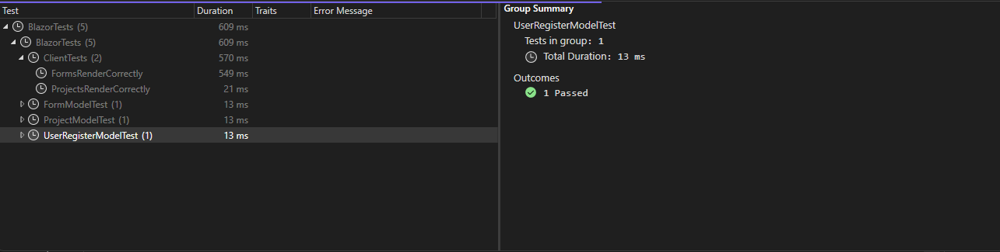 Test Duration Traits Error Message
BlazorTests (5) 609 ms
BlazorTests (5) 609 ms
ClientTests (2) 570 ms
FormsRenderCorrectly 549 ms
ProjectsRenderCorrectly 21 ms
FormModelTest (1) 13 ms
ProjectModelTest (1) 13 ms
UserRegisterModelTest (1) 13 ms
Group Summary
UserRegisterModelTest
Tests in group: 1
Total Duration: 13 ms
Outcomes
1 Passed